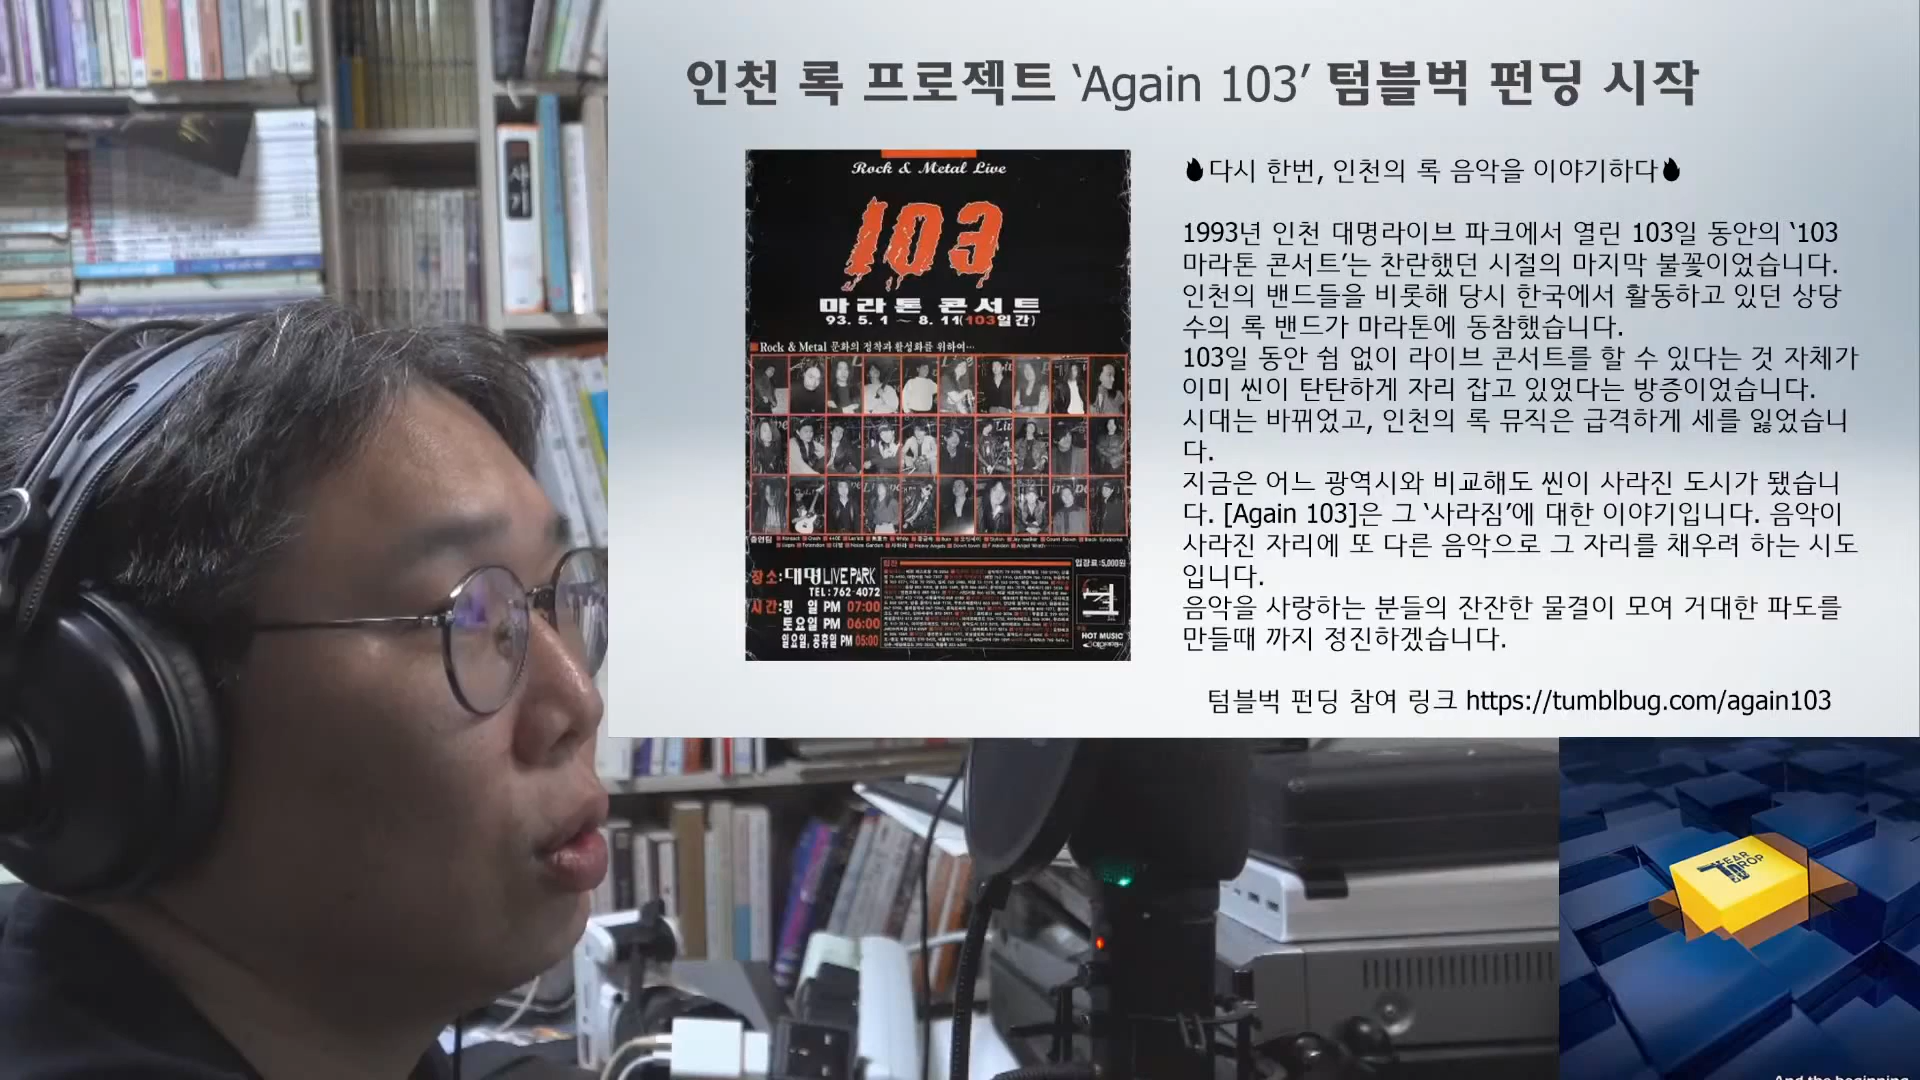 인천 록 프로젝트 ‘Again 103’ 텀블벅 펀딩 시작
다시 한번, 인천의 록 음악을 이야기하다
1993년 인천 대명라이브 파크에서 열린 103일 동안의 ‘103
마라톤 콘서트’는 찬란했던 시절의 마지막 불꽃이었습니다.
인천의 밴드들을 비롯해 당시 한국에서 활동하고 있던 상당
수의 록 밴드가 마라톤에 동참했습니다.
103일 동안 쉼 없이 라이브 콘서트를 할 수 있다는 것 자체가
이미 씬이 탄탄하게 자리 잡고 있었다는 방증이었습니다.
시대는 바뀌었고, 인천의 록 뮤직은 급격하게 세를 잃었습니
다.
지금은 어느 광역시와 비교해도 씬이 사라진 도시가 됐습니
다. [Again 103]은 그 ‘사라짐’에 대한 이야기입니다. 음악이
사라진 자리에 또 다른 음악으로 그 자리를 채우려 하는 시도
입니다.
음악을 사랑하는 분들의 잔잔한 물결이 모여 거대한 파도를
만들때 까지 정진하겠습니다.
텀블벅 펀딩 참여 링크 https://tumblbug.com/again103
Rock & Metal Live
103
마라톤 콘서트
93. 5. 1 ~ 8. 11(103일간)
Rock & Metal 문화의 정착과 활성화를 위하여…
출연팀
입장료:5,000원
장소:대명 LIVE PARK
TEL: 762-4072
시간:평 일 PM 07:00
토요일 PM 06:00
일요일, 공휴일 PM 05:00
HOT MUSIC
사기
TEAR DROP
And the beginning